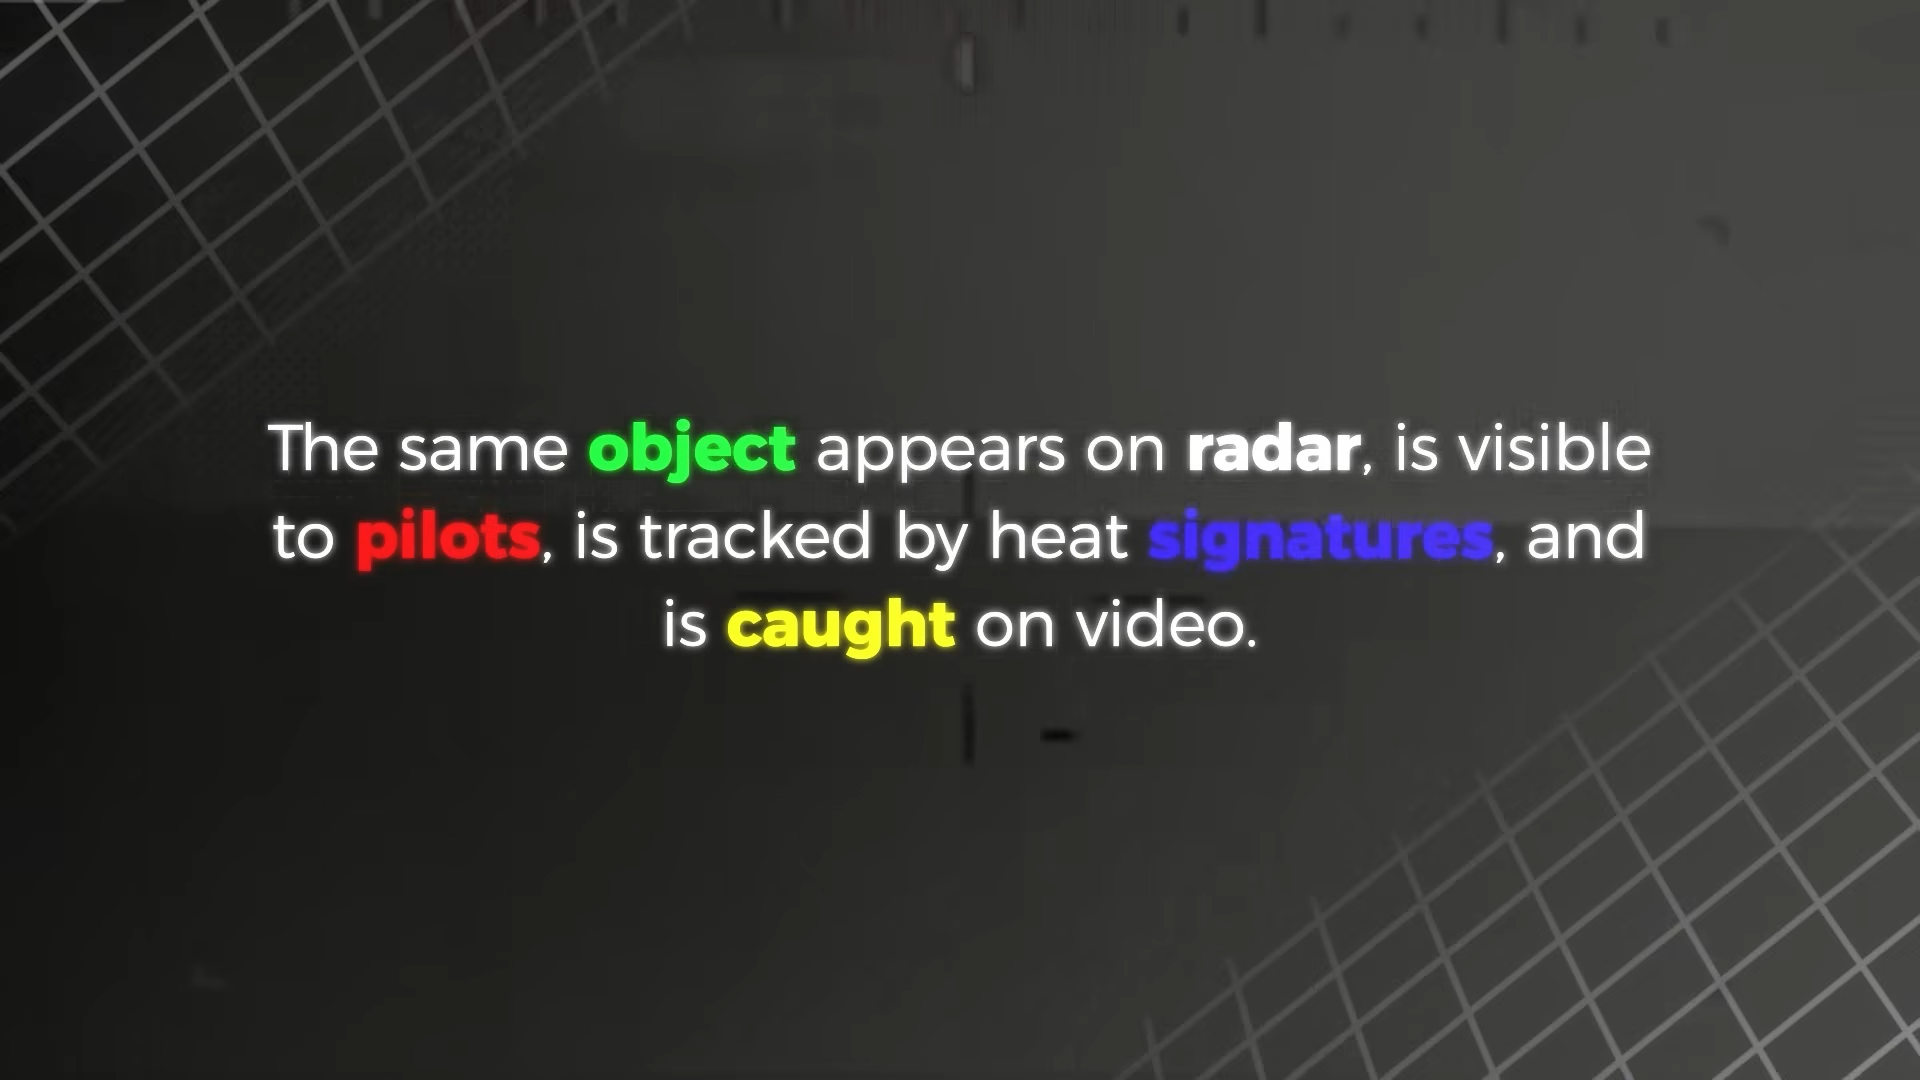 The same object appears on radar, is visible
to pilots, is tracked by heat signatures, and
is caught on video.